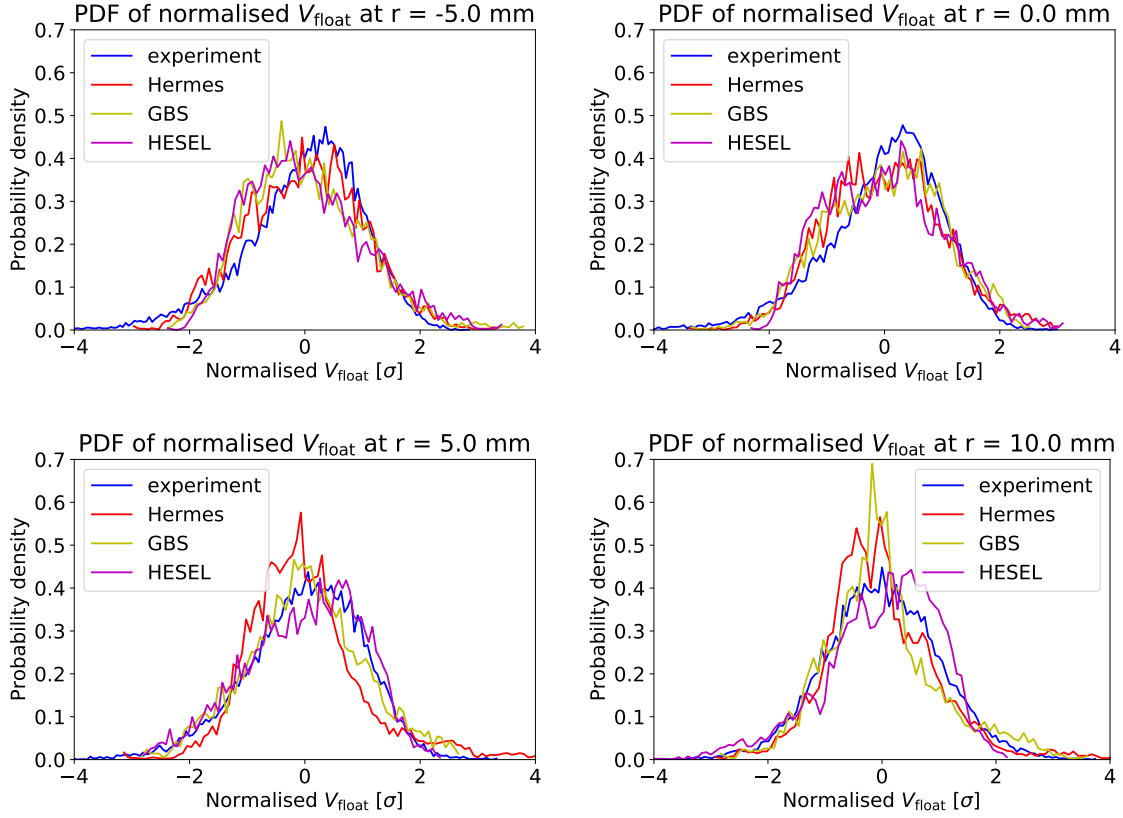 PDF of normalised V_float at r = -5.0 mm
0.7
0.6
0.5
0.4
0.3
0.2
0.1
0.0
Probability density
experiment
Hermes
GBS
HESEL
−4 −2 0 2 4
Normalised V_float [σ]
PDF of normalised V_float at r = 0.0 mm
0.7
0.6
0.5
0.4
0.3
0.2
0.1
0.0
Probability density
experiment
Hermes
GBS
HESEL
−4 −2 0 2 4
Normalised V_float [σ]
PDF of normalised V_float at r = 5.0 mm
0.7
0.6
0.5
0.4
0.3
0.2
0.1
0.0
Probability density
experiment
Hermes
GBS
HESEL
−4 −2 0 2 4
Normalised V_float [σ]
PDF of normalised V_float at r = 10.0 mm
0.7
0.6
0.5
0.4
0.3
0.2
0.1
0.0
Probability density
experiment
Hermes
GBS
HESEL
−4 −2 0 2 4
Normalised V_float [σ]